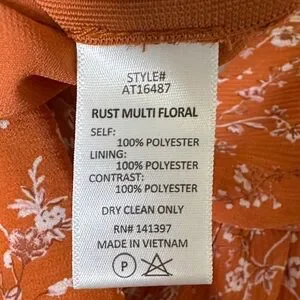 STYLE#
AT16487
RUST MULTI FLORAL
SELF:
100% POLYESTER
LINING:
100% POLYESTER
CONTRAST:
100% POLYESTER
DRY CLEAN ONLY
RN# 141397
MADE IN VIETNAM
P